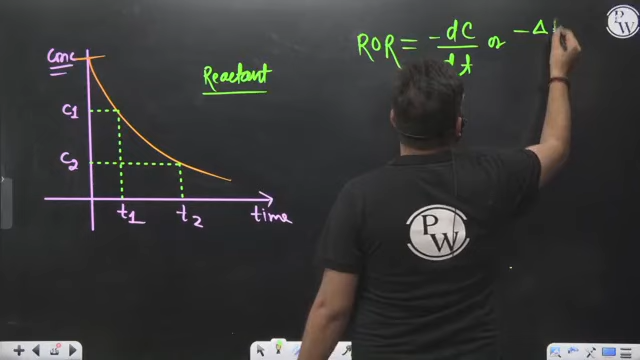 ROR = -dC/dt or -Δ
Conc
Reactant
C1
C2
t1 t2 time
PW
PW